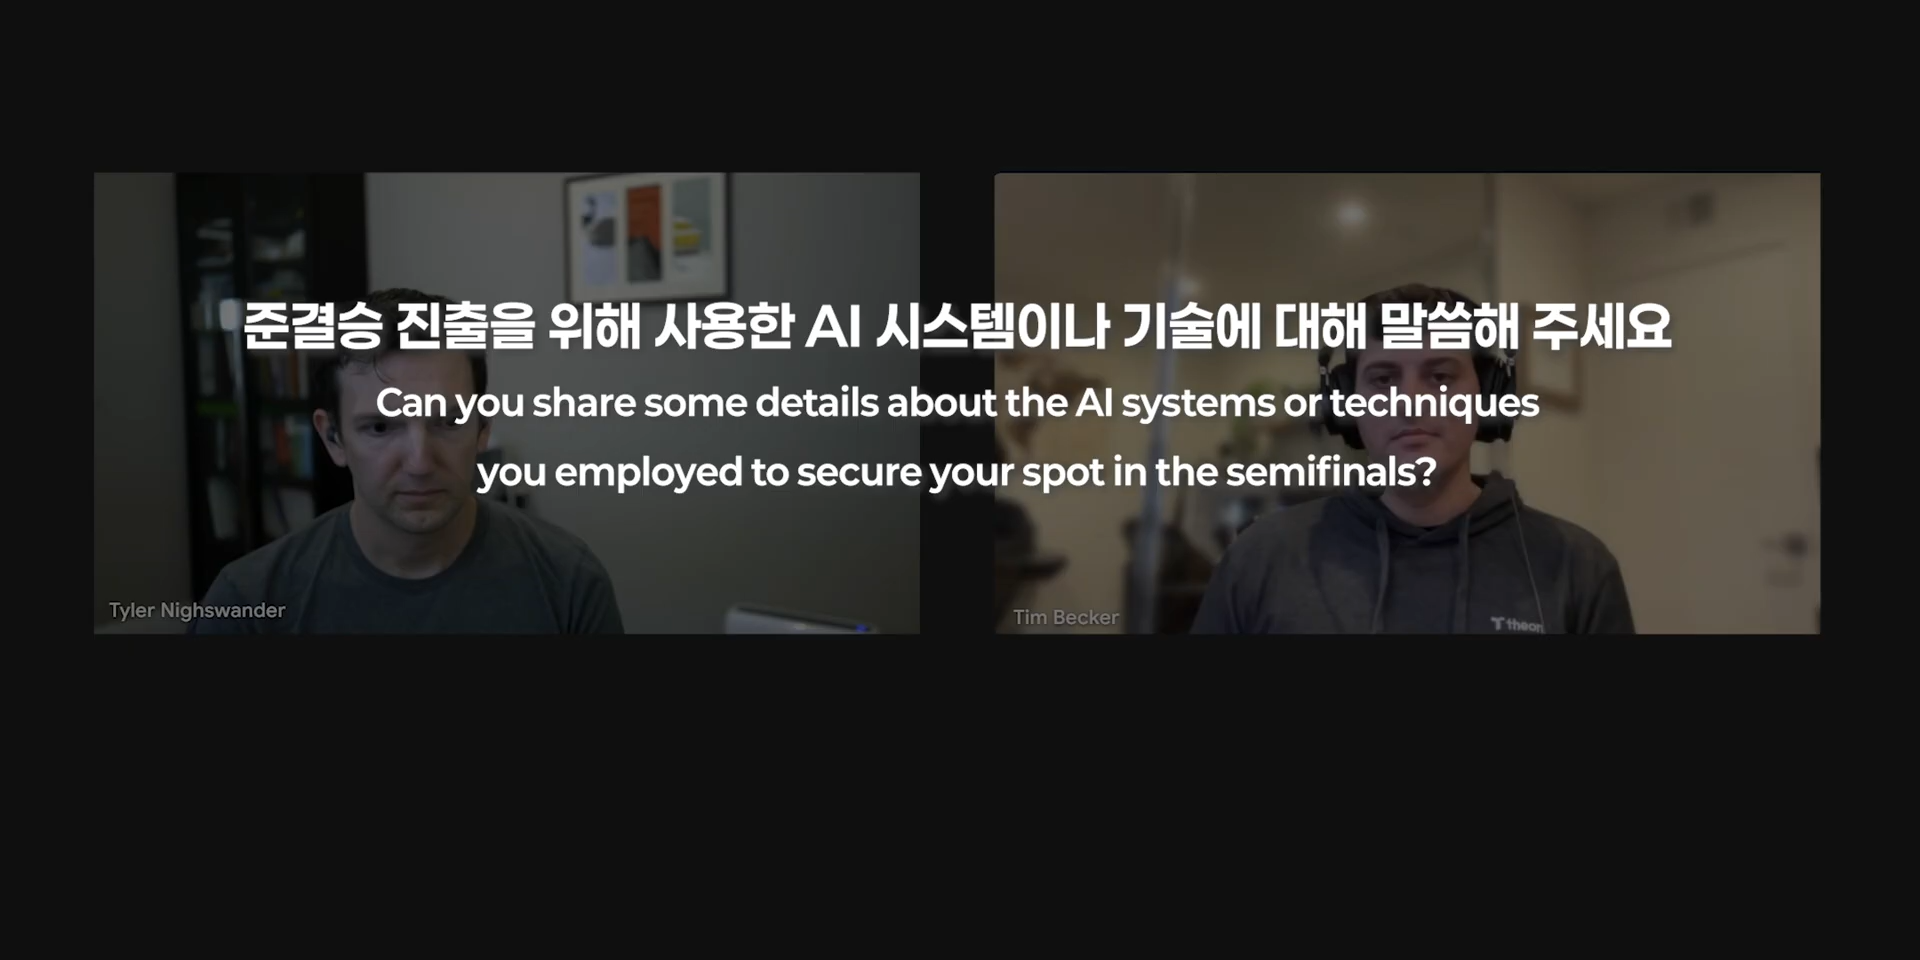 준결승 진출을 위해 사용한 AI 시스템이나 기술에 대해 말씀해 주세요
Can you share some details about the AI systems or techniques
you employed to secure your spot in the semifinals?
Tyler Nighswander
Tim Becker
theori